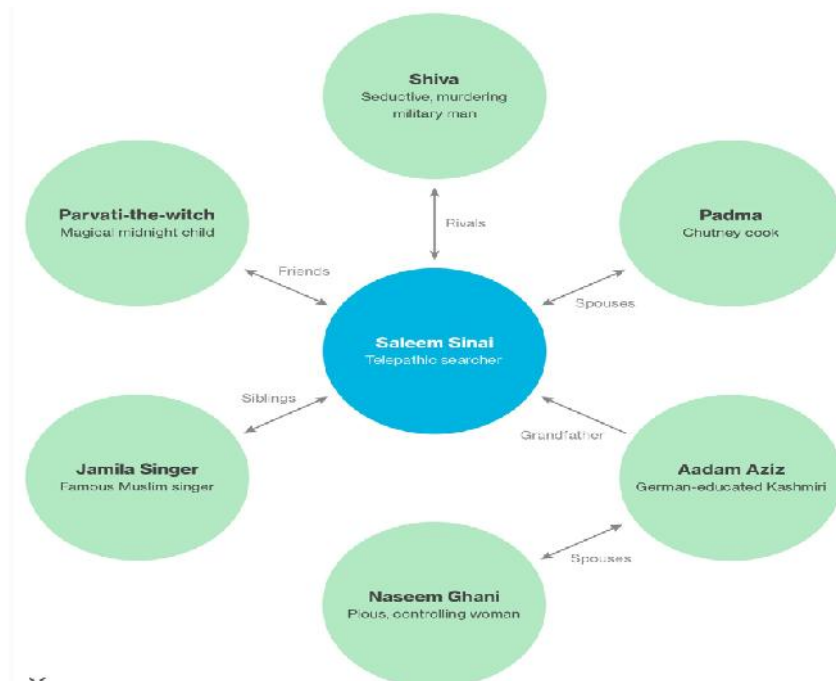 Shiva
Seductive, murdering
military man
Parvati-the-witch
Magical midnight child
Rivals
Padma
Chutney cook
Friends
Spouses
Saleem Sinai
Telepathic searcher
Siblings
Grandfather
Jamila Singer
Famous Muslim singer
Aadam Aziz
German-educated Kashmiri
Spouses
Naseem Ghani
Pious, controlling woman